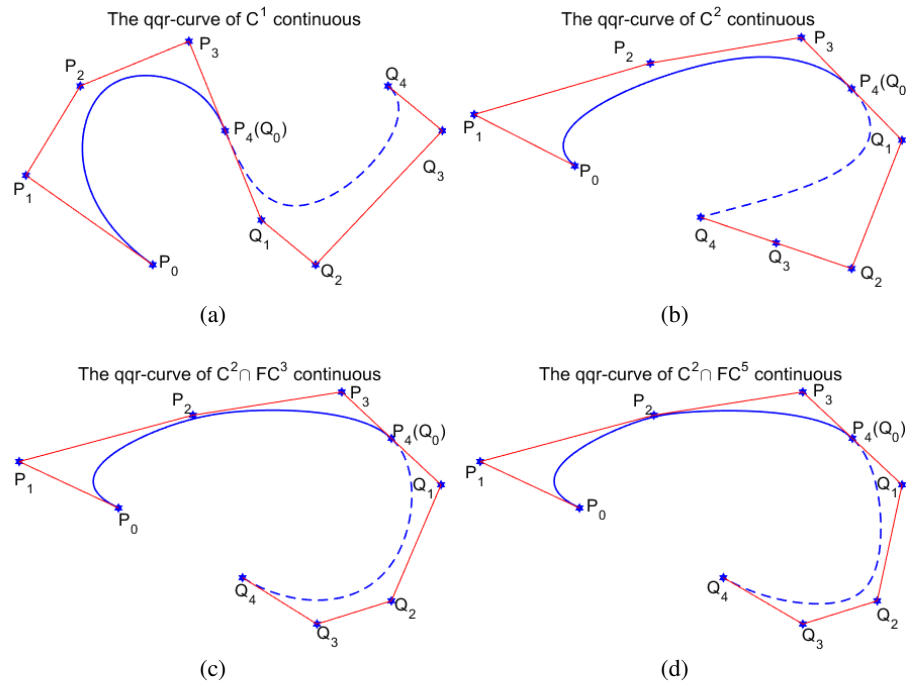 The qqr-curve of C¹ continuous
P₃
P₂
Q₄
P₄(Q₀)
Q₃
P₁
Q₁
P₀
Q₂
(a)
The qqr-curve of C² continuous
P₃
P₂
P₄(Q₀
P₁
Q₁
P₀
Q₄
Q₃
Q₂
(b)
The qqr-curve of C²∩ FC³ continuous
P₃
P₂
P₄(Q₀)
P₁
Q₁
P₀
Q₄
Q₂
Q₃
(c)
The qqr-curve of C²∩ FC⁵ continuous
P₃
P₂
P₄(Q₀)
P₁
Q₁
P₀
Q₄
Q₂
Q₃
(d)